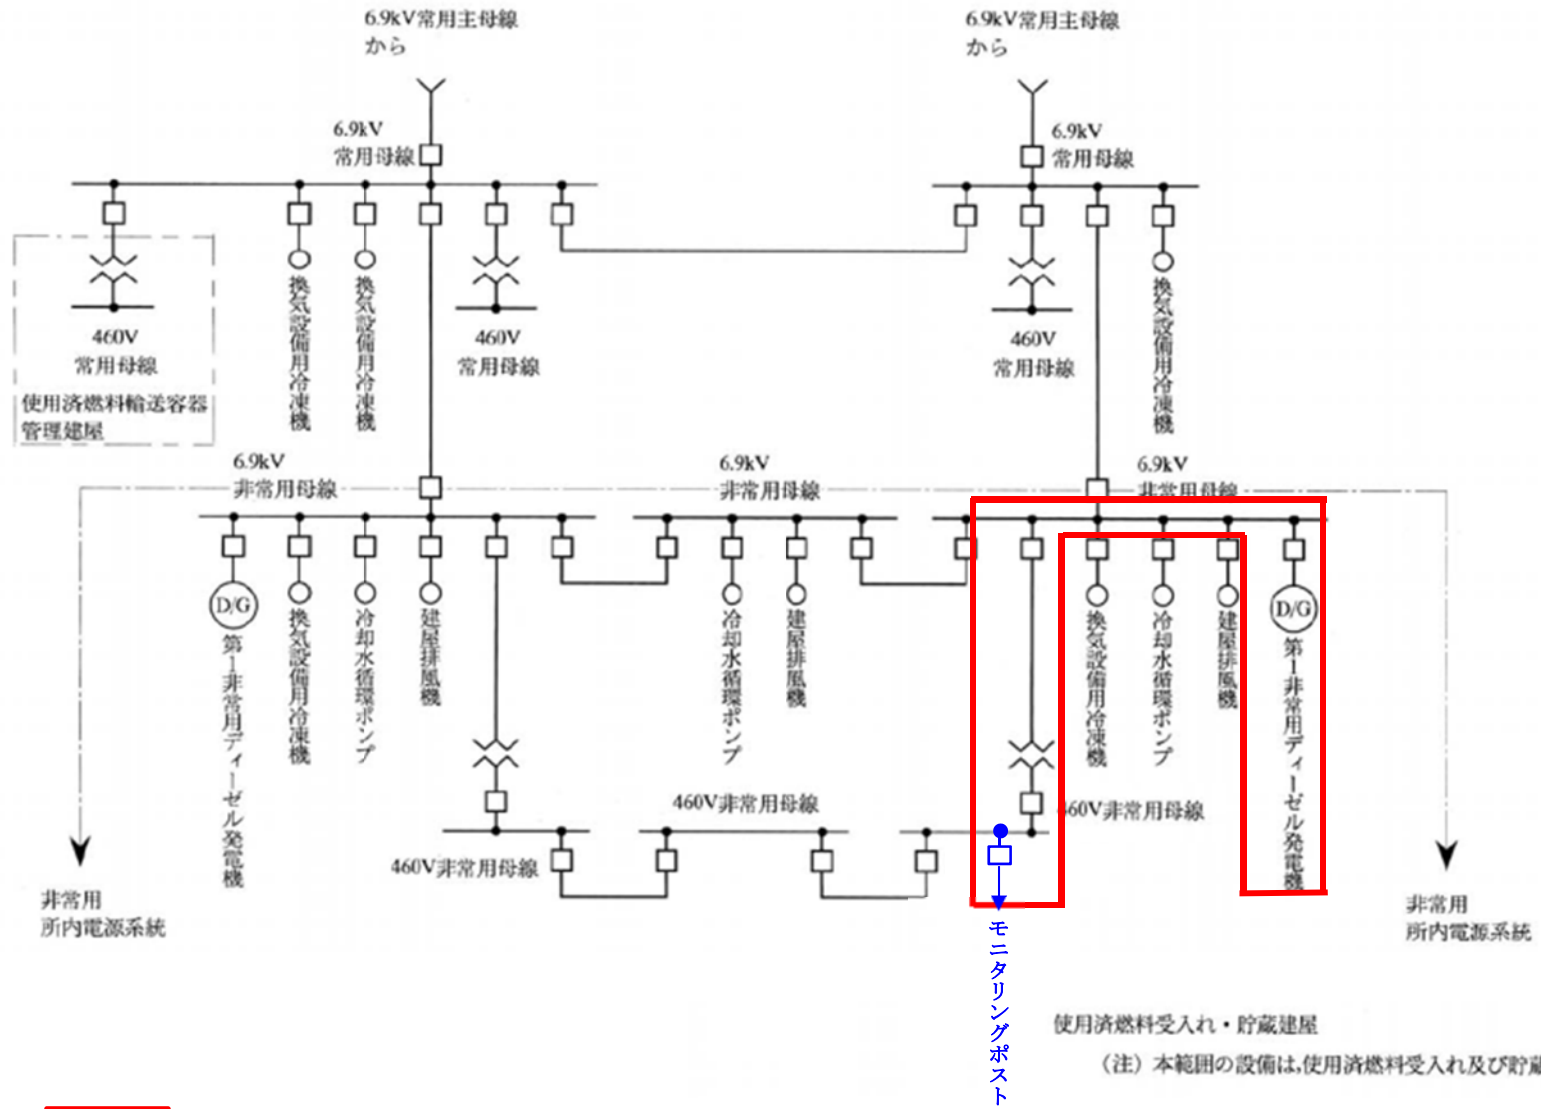 6.9kV常用主母線
から
6.9kV常用主母線
から
6.9kV
常用母線
6.9kV
常用母線
460V
常用母線
使用済燃料輸送容器
管理建屋
換気設備用冷凍機
換気設備用冷凍機
460V
常用母線
460V
常用母線
換気設備用冷凍機
6.9kV
非常用母線
6.9kV
非常用母線
6.9kV
非常用母線
D/G
第1非常用ディーゼル発電機
換気設備用冷凍機
冷却水循環ポンプ
建屋排風機
冷却水循環ポンプ
建屋排風機
換気設備用冷凍機
冷却水循環ポンプ
建屋排風機
D/G
第1非常用ディーゼル発電機
460V非常用母線
460V非常用母線
460V非常用母線
非常用
所内電源系統
モニタリングポスト
非常用
所内電源系統
使用済燃料受入れ・貯蔵建屋
（注）本範囲の設備は,使用済燃料受入れ及び貯蔵